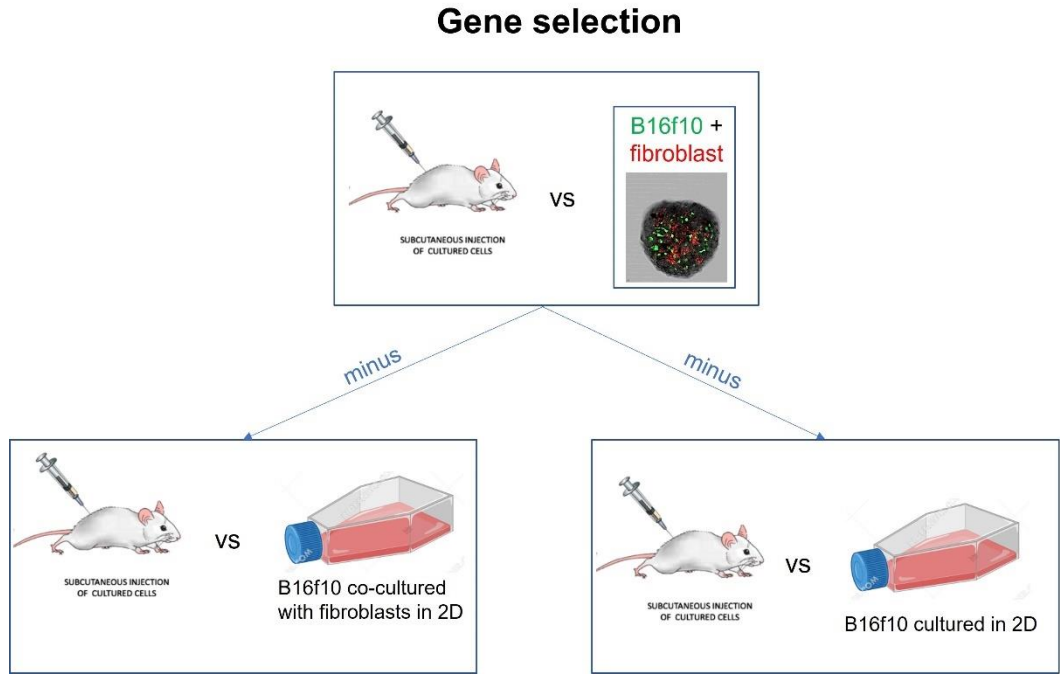 Gene selection
B16f10 +
fibroblast
vs
SUBCUTANEOUS INJECTION
OF CULTURED CELLS
minus
minus
vs
B16f10 co-cultured
with fibroblasts in 2D
SUBCUTANEOUS INJECTION
OF CULTURED CELLS
vs
B16f10 cultured in 2D
SUBCUTANEOUS INJECTION
OF CULTURED CELLS